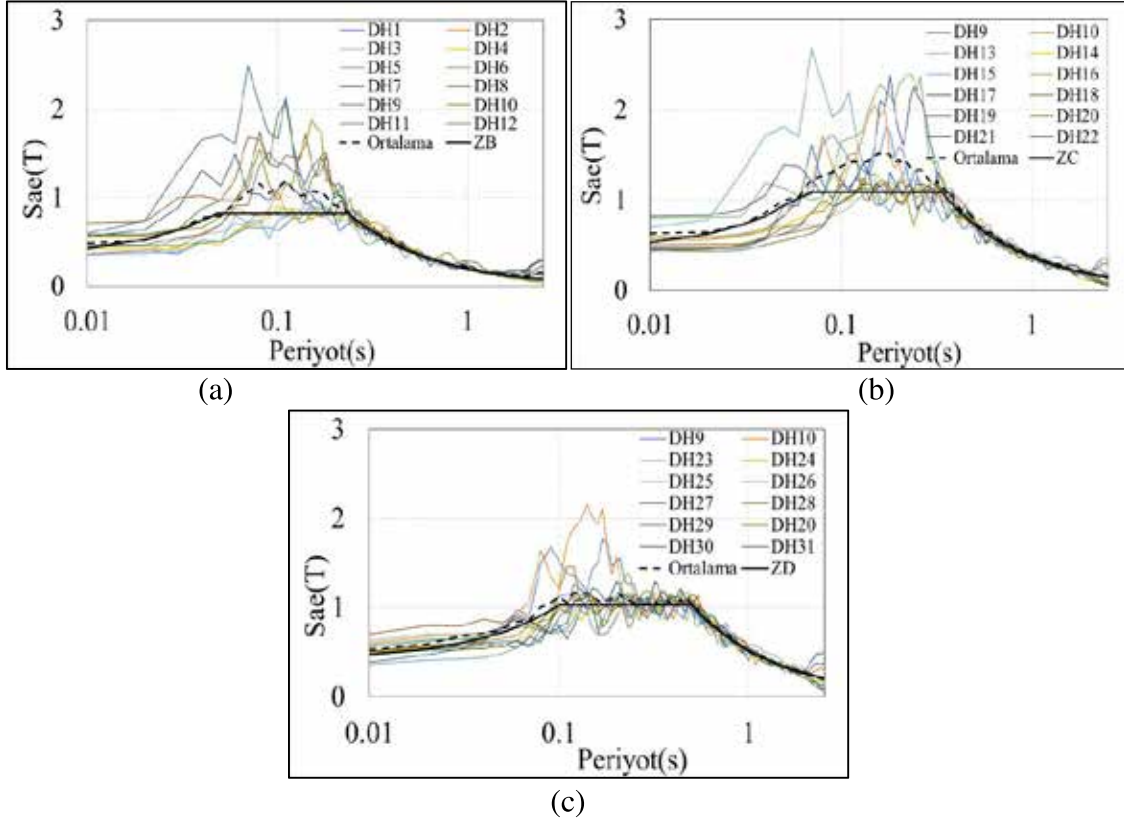 3
DH1 DH2
DH3 DH4
DH5 DH6
DH7 DH8
DH9 DH10
DH11 DH12
Ortalama ZB
2
1
0
Sae(T)
0.01 0.1 1
Periyot(s)
(a)
3
DH9 DH10
DH13 DH14
DH15 DH16
DH17 DH18
DH19 DH20
DH21 DH22
Ortalama ZC
2
1
0
Sae(T)
0.01 0.1 1
Periyot(s)
(b)
3
DH9 DH10
DH23 DH24
DH25 DH26
DH27 DH28
DH29 DH20
DH30 DH31
Ortalama ZD
2
1
0
Sae(T)
0.01 0.1 1
Periyot(s)
(c)